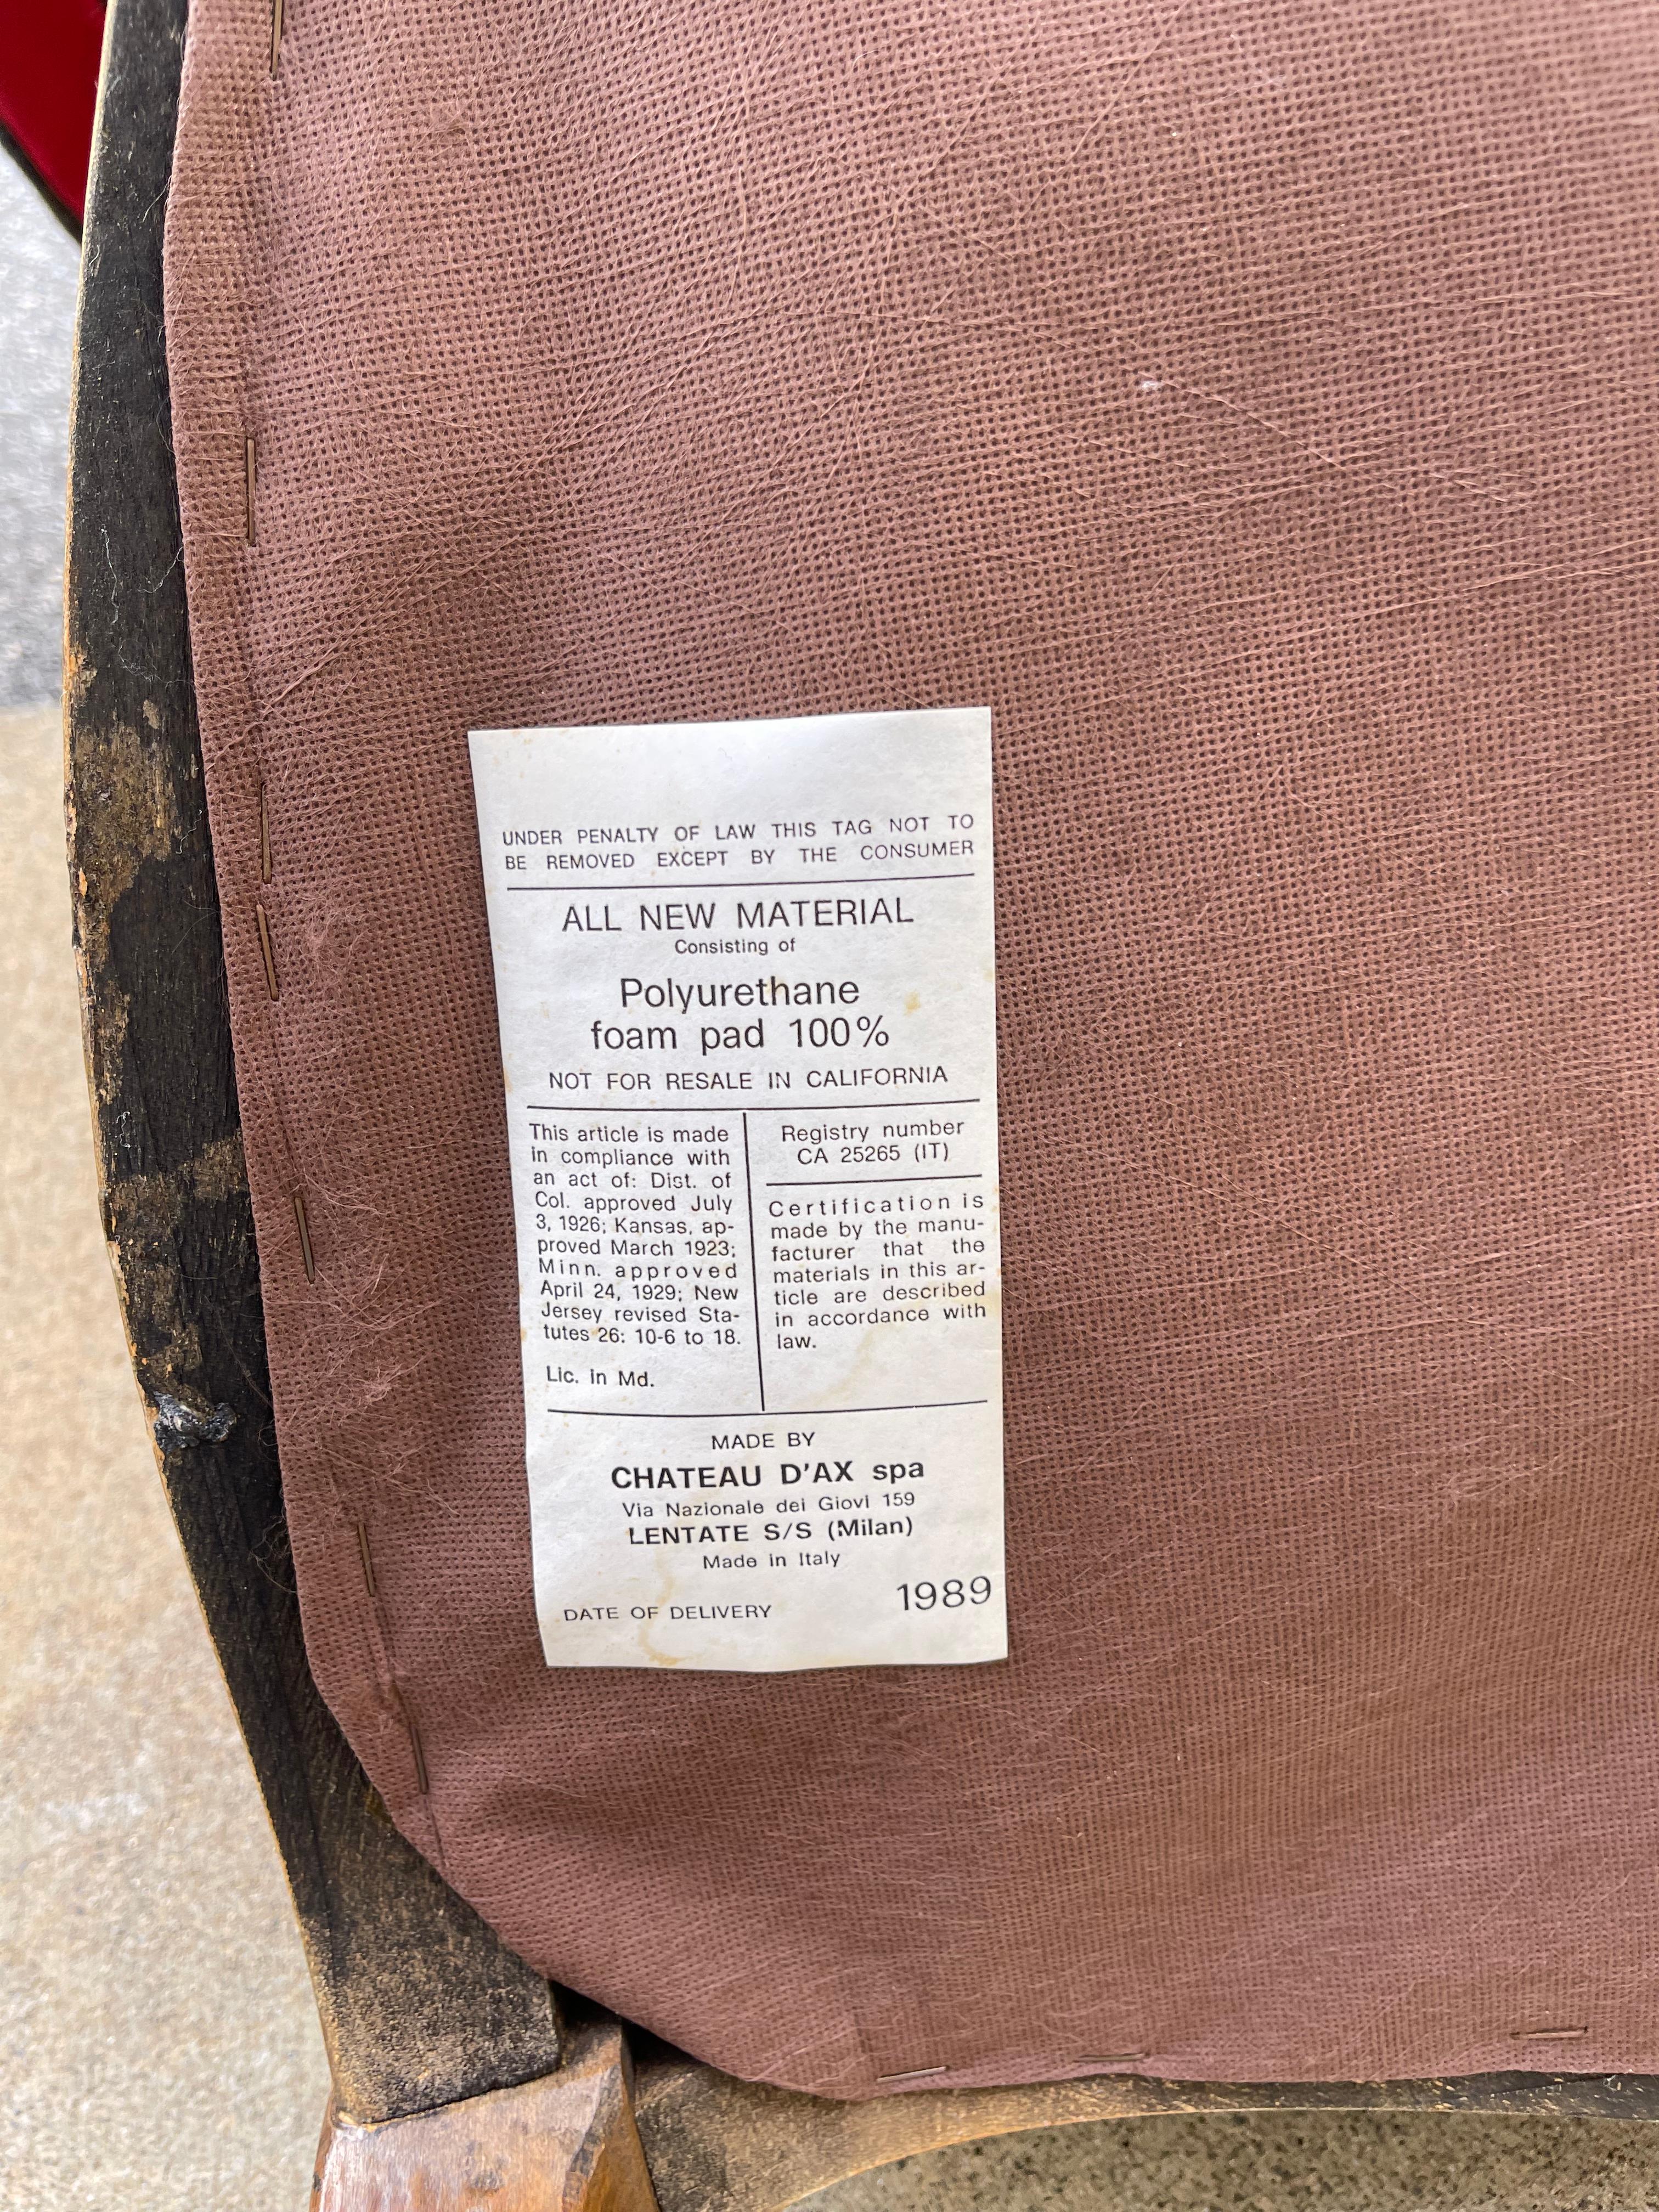 UNDER PENALTY OF LAW THIS TAG NOT TO
BE REMOVED EXCEPT BY THE CONSUMER
ALL NEW MATERIAL
Consisting of
Polyurethane
foam pad 100%
NOT FOR RESALE IN CALIFORNIA
This article is made
in compliance with
an act of: Dist. of
Col. approved July
3, 1926; Kansas, ap-
proved March 1923;
Minn. approved
April 24, 1929; New
Jersey revised Sta-
tutes 26: 10-6 to 18.
Lic. in Md.
Registry number
CA 25265 (IT)
Certification is
made by the manu-
facturer that the
materials in this ar-
ticle are described
in accordance with
law.
MADE BY
CHATEAU D'AX spa
Via Nazionale dei Giovi 159
LENTATE S/S (Milan)
Made in Italy
1989
DATE OF DELIVERY